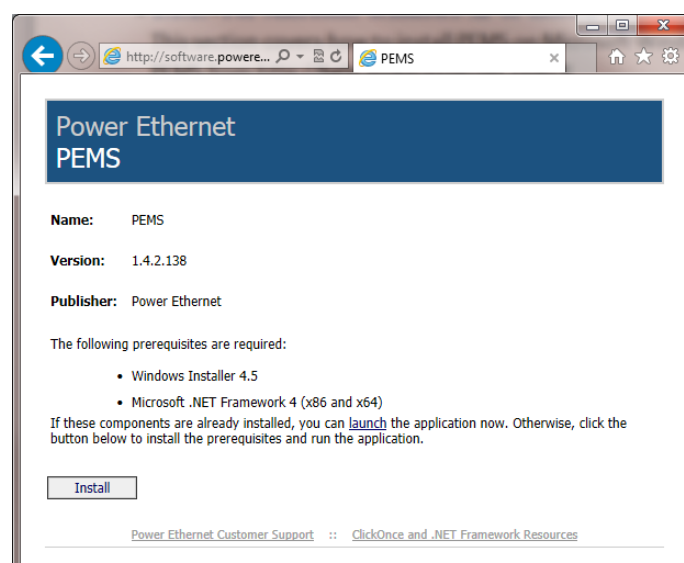 http://software.powere...
PEMS
Power Ethernet
PEMS
Name: PEMS
Version: 1.4.2.138
Publisher: Power Ethernet
The following prerequisites are required:
• Windows Installer 4.5
• Microsoft .NET Framework 4 (x86 and x64)
If these components are already installed, you can launch the application now. Otherwise, click the
button below to install the prerequisites and run the application.
Install
Power Ethernet Customer Support :: ClickOnce and .NET Framework Resources